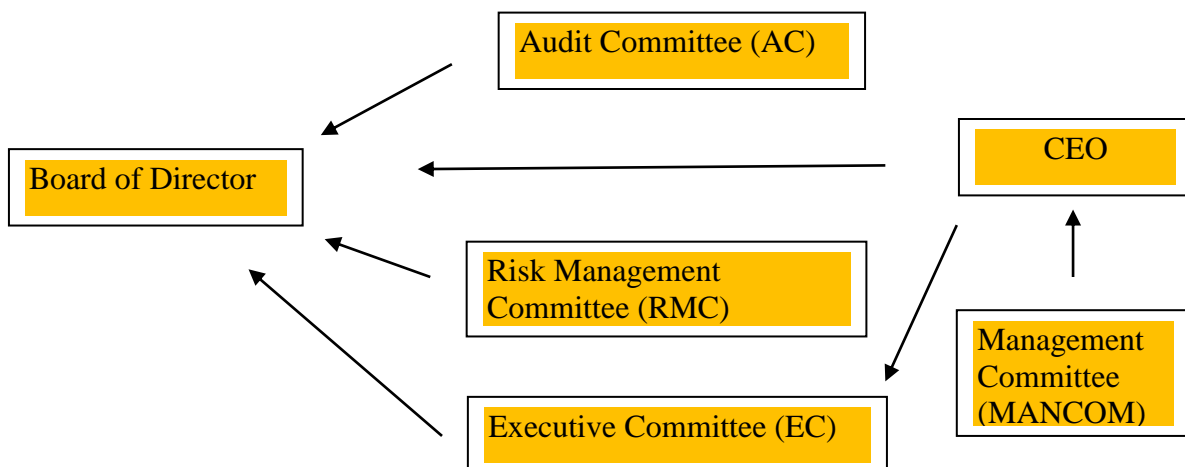 Audit Committee (AC)
CEO
Board of Director
Risk Management
Committee (RMC)
Management
Committee
(MANCOM)
Executive Committee (EC)